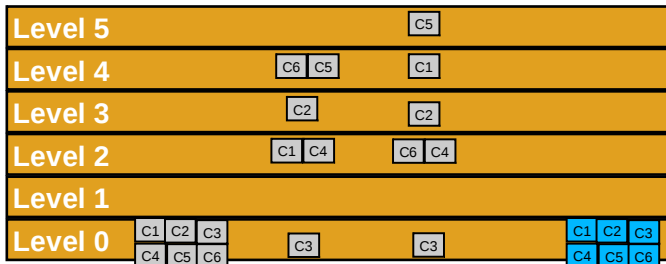 Level 5 C5
Level 4 C6 C5 C1
Level 3 C2 C2
Level 2 C1 C4 C6 C4
Level 1
Level 0 C1 C2 C3 C3 C3 C1 C2 C3
C4 C5 C6 C4 C5 C6